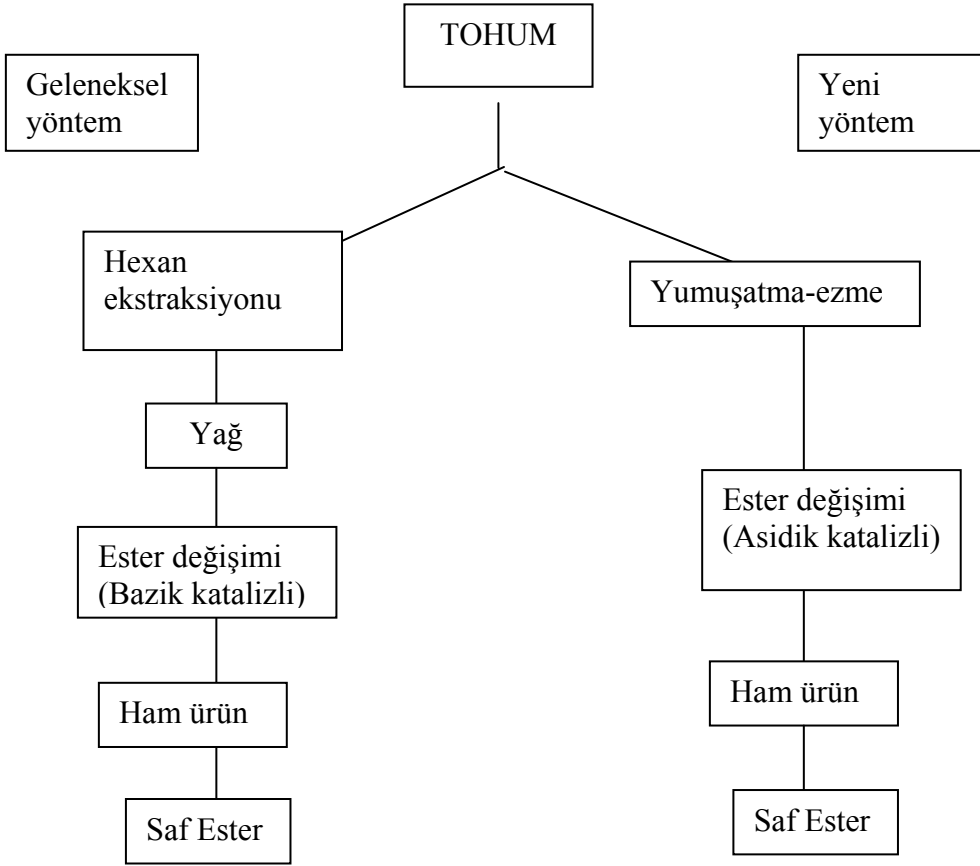 TOHUM
Geleneksel
yöntem
Yeni
yöntem
Hexan
ekstraksiyonu
Yumuşatma-ezme
Yağ
Ester değişimi
(Bazik katalizli)
Ester değişimi
(Asidik katalizli)
Ham ürün
Ham ürün
Saf Ester
Saf Ester